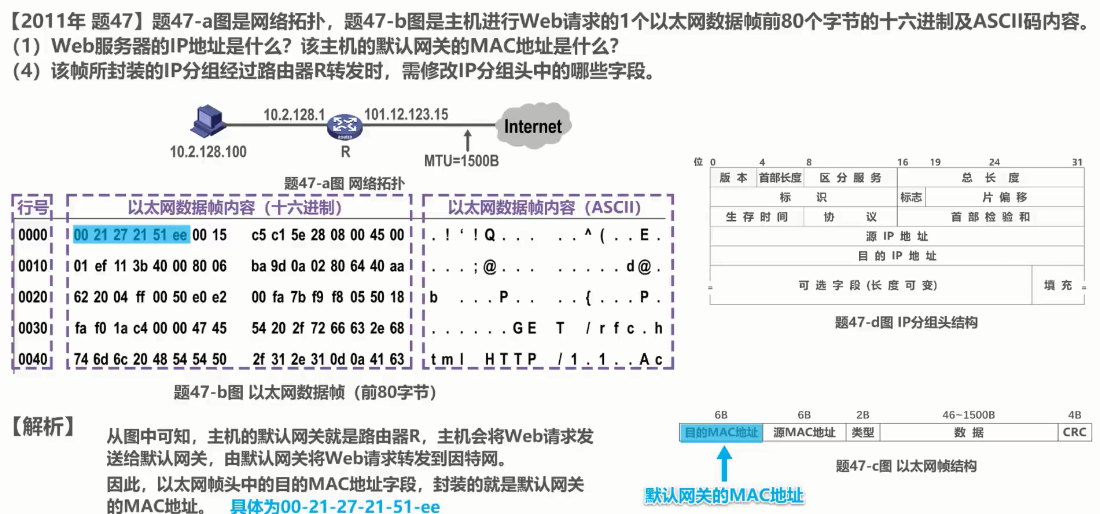 【2011年 题47】题47-a图是网络拓扑，题47-b图是主机进行Web请求的1个以太网数据帧前80个字节的十六进制及ASCII码内容。
（1）Web服务器的IP地址是什么？该主机的默认网关的MAC地址是什么？
（4）该帧所封装的IP分组经过路由器R转发时，需修改IP分组头中的哪些字段。
10.2.128.1 101.12.123.15
Internet
10.2.128.100 R MTU=1500B
题47-a图 网络拓扑
行号 以太网数据帧内容（十六进制） 以太网数据帧内容（ASCII）
0000 00 21 27 21 51 ee 00 15 c5 c1 5e 28 08 00 45 00 . ! ' ! Q . . . . . ^ ( . . E .
0010 01 ef 11 3b 40 00 80 06 ba 9d 0a 02 80 64 40 aa . . . ; @ . . . . . . . . d @ .
0020 62 20 04 ff 00 50 e0 e2 00 fa 7b f9 f8 05 50 18 b . . . P . . . . { . . . P .
0030 fa f0 1a c4 00 00 47 45 54 20 2f 72 66 63 2e 68 . . . . . . G E T / r f c . h
0040 74 6d 6c 20 48 54 54 50 2f 31 2e 31 0d 0a 41 63 t m l H T T P / 1 . 1 . . A c
题47-b图 以太网数据帧（前80字节）
位 0 4 8 16 19 24 31
版 本 首部长度 区 分 服 务 总 长 度
标 识 标志 片 偏 移
生 存 时 间 协 议 首 部 检 验 和
源 IP 地 址
目 的 IP 地 址
可 选 字 段 (长 度 可 变) 填 充
题47-d图 IP分组头结构
【解析】
从图中可知，主机的默认网关就是路由器R，主机会将Web请求发
送给默认网关，由默认网关将Web请求转发到因特网。
因此，以太网帧头中的目的MAC地址字段，封装的就是默认网关
的MAC地址。 具体为00-21-27-21-51-ee
6B 6B 2B 46~1500B 4B
目的MAC地址 源MAC地址 类型 数 据 CRC
题47-c图 以太网帧结构
默认网关的MAC地址